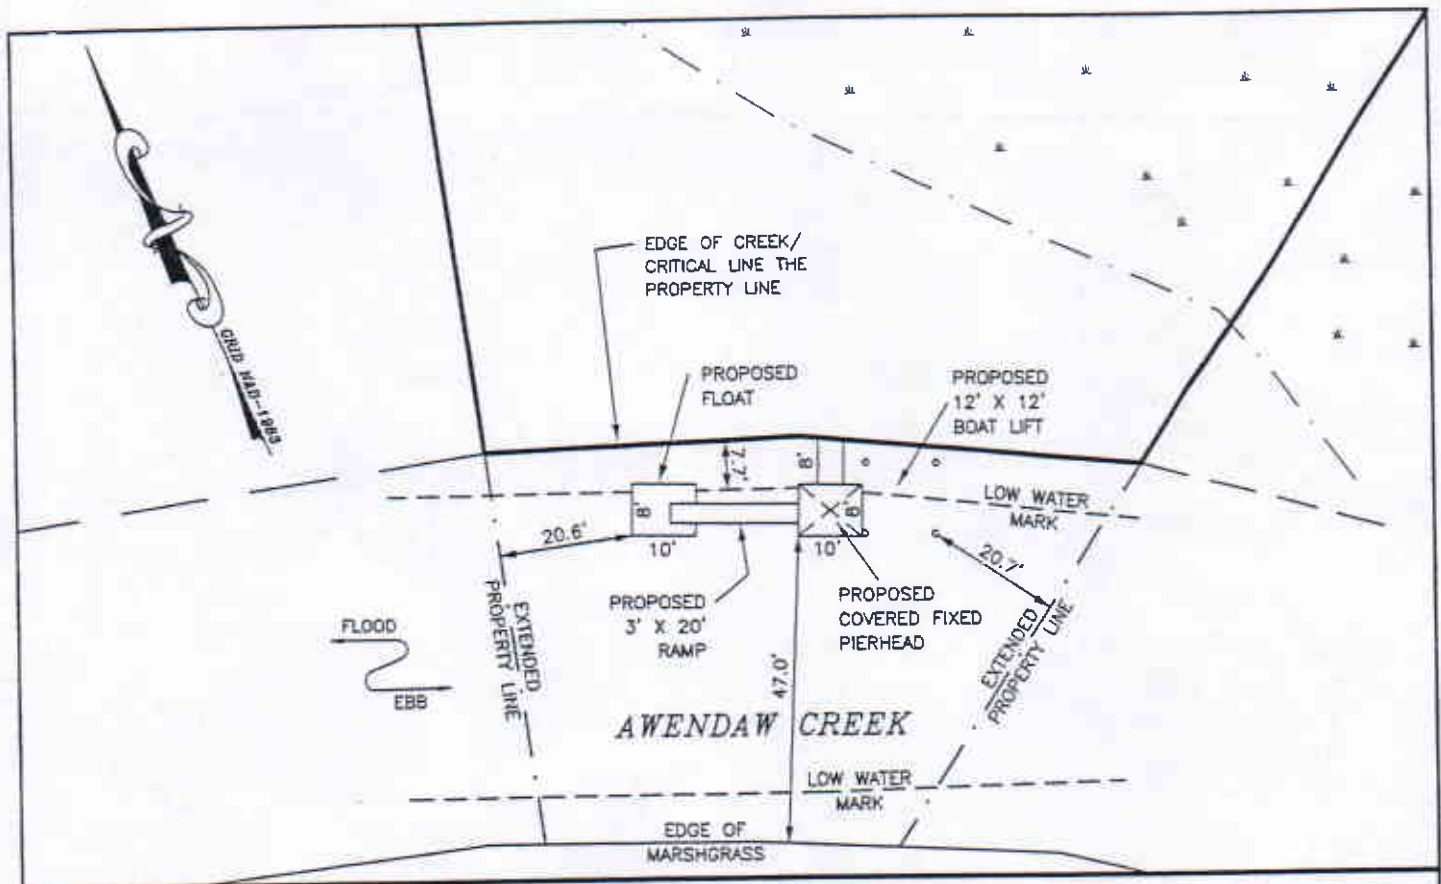 GRID NAD-1983
EDGE OF CREEK/
CRITICAL LINE THE
PROPERTY LINE
PROPOSED
FLOAT
PROPOSED
12' X 12'
BOAT LIFT
7.7'
8'
LOW WATER
MARK
8'
8'
20.6'
10'
10'
20.7'
PROPOSED
3' X 20'
RAMP
PROPOSED
COVERED FIXED
PIERHEAD
EXTENDED
PROPERTY LINE
EXTENDED
PROPERTY LINE
FLOOD
EBB
47.0'
AWENDAW CREEK
LOW WATER
MARK
EDGE OF
MARSHGRASS